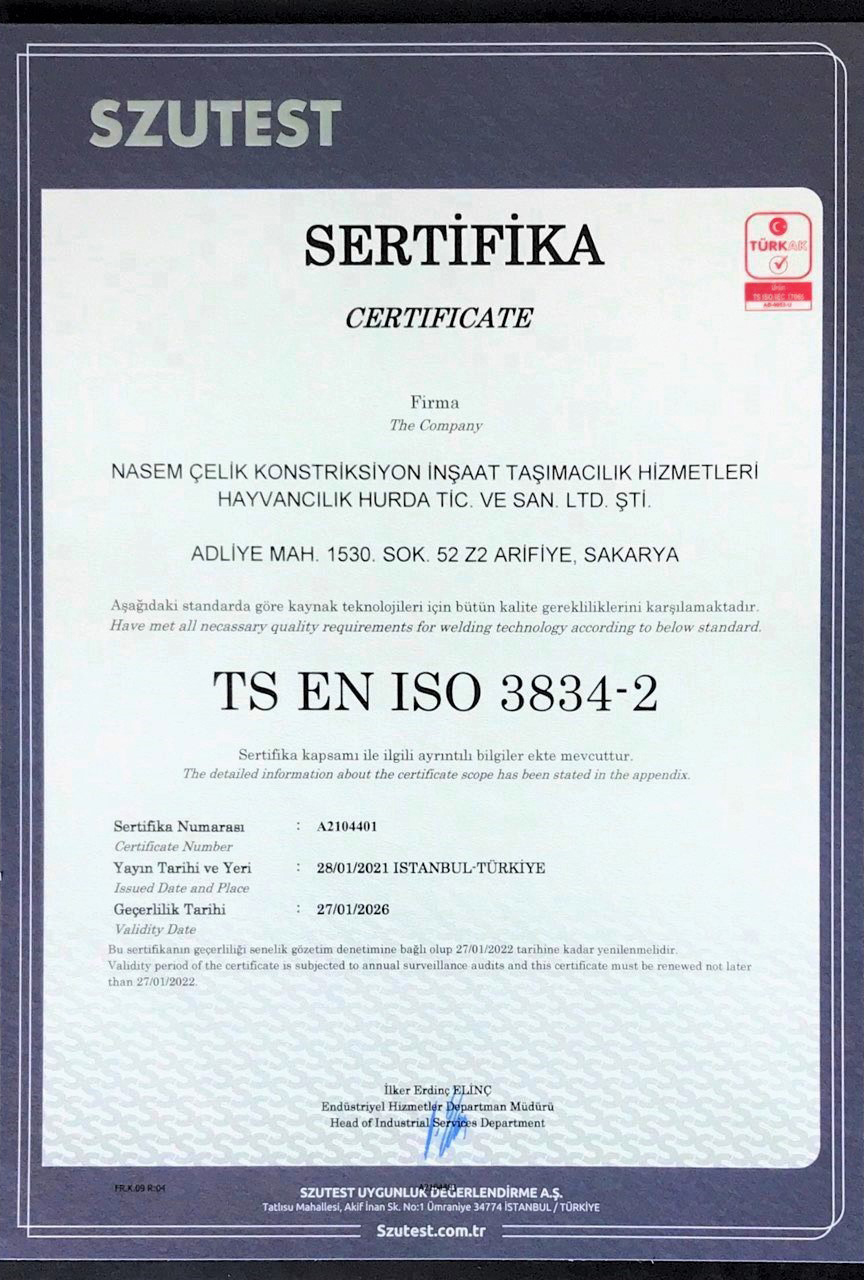 SZUTEST
SERTİFİKA
CERTIFICATE
TÜRKAK
Ürün
Firma
The Company
NASEM ÇELİK KONSTRİKSİYON İNŞAAT TAŞIMACILIK HİZMETLERİ
HAYVANCILIK HURDA TİC. VE SAN. LTD. ŞTİ.
ADLİYE MAH. 1530. SOK. 52 Z2 ARİFİYE, SAKARYA
Aşağıdaki standarda göre kaynak teknolojileri için bütün kalite gerekliliklerini karşılamaktadır.
Have met all necassary quality requirements for welding technology according to below standard.
TS EN ISO 3834-2
Sertifika kapsamı ile ilgili ayrıntılı bilgiler ekte mevcuttur.
The detailed information about the certificate scope has been stated in the appendix.
Sertifika Numarası : A2104401
Certificate Number
Yayın Tarihi ve Yeri : 28/01/2021 ISTANBUL-TÜRKİYE
Issued Date and Place
Geçerlilik Tarihi : 27/01/2026
Validity Date
Bu sertifikanın geçerliliği senelik gözetim denetimine bağlı olup 27/01/2022 tarihine kadar yenilenmelidir.
Validity period of the certificate is subjected to annual surveillance audits and this certificate must be renewed not later
than 27/01/2022.
İlker Erdinç ELİNÇ
Endüstriyel Hizmetler Departman Müdürü
Head of Industrial Services Department
FR.K.09 R:04
A2104401
SZUTEST UYGUNLUK DEĞERLENDİRME A.Ş.
Tatlısu Mahallesi, Akif İnan Sk. No:1 Ümraniye 34774 İSTANBUL / TÜRKİYE
Szutest.com.tr